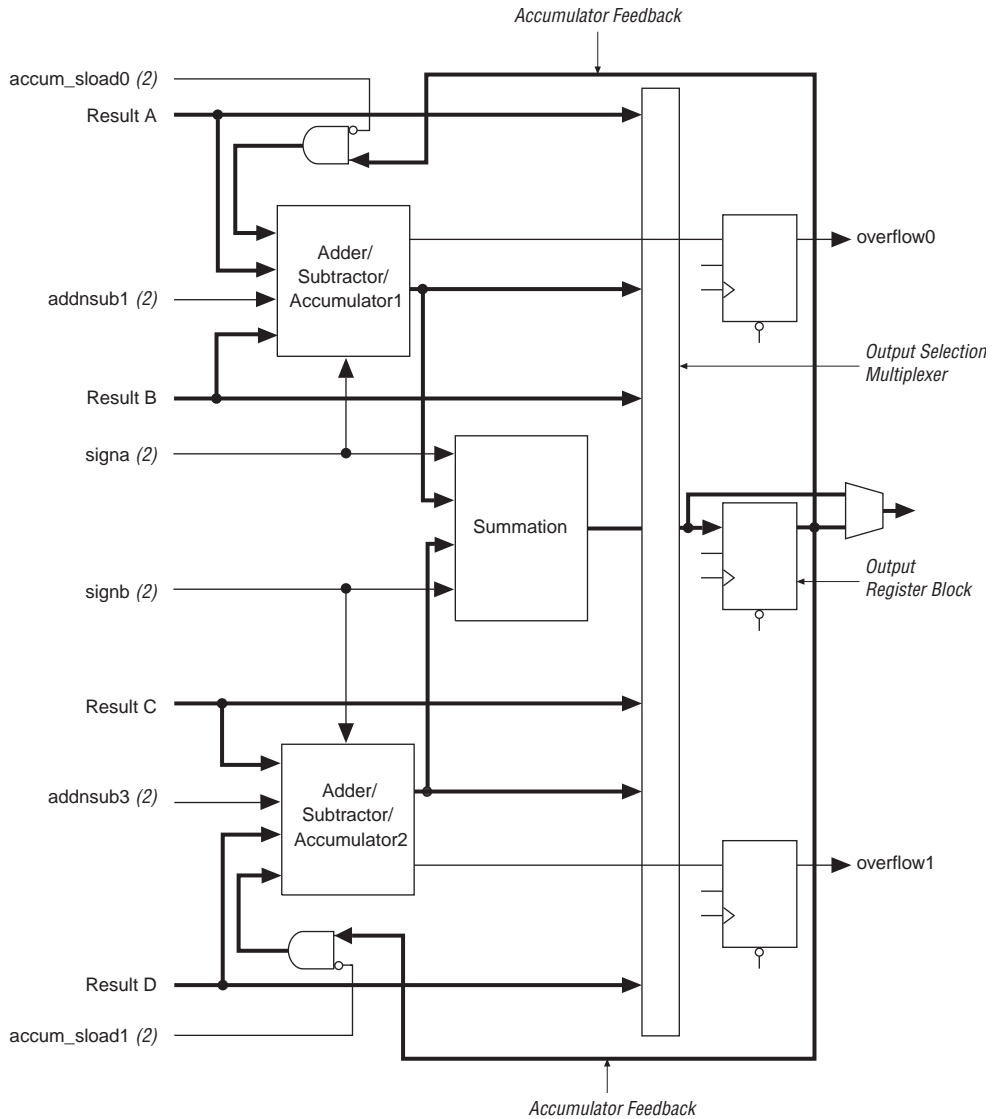 Accumulator Feedback
accum_sload0 (2)
Result A
overflow0
Adder/
Subtractor/
Accumulator1
addnsub1 (2)
Output Selection
Multiplexer
Result B
signa (2)
Summation
Output
Register Block
signb (2)
Result C
Adder/
Subtractor/
Accumulator2
addnsub3 (2)
overflow1
Result D
accum_sload1 (2)
Accumulator Feedback